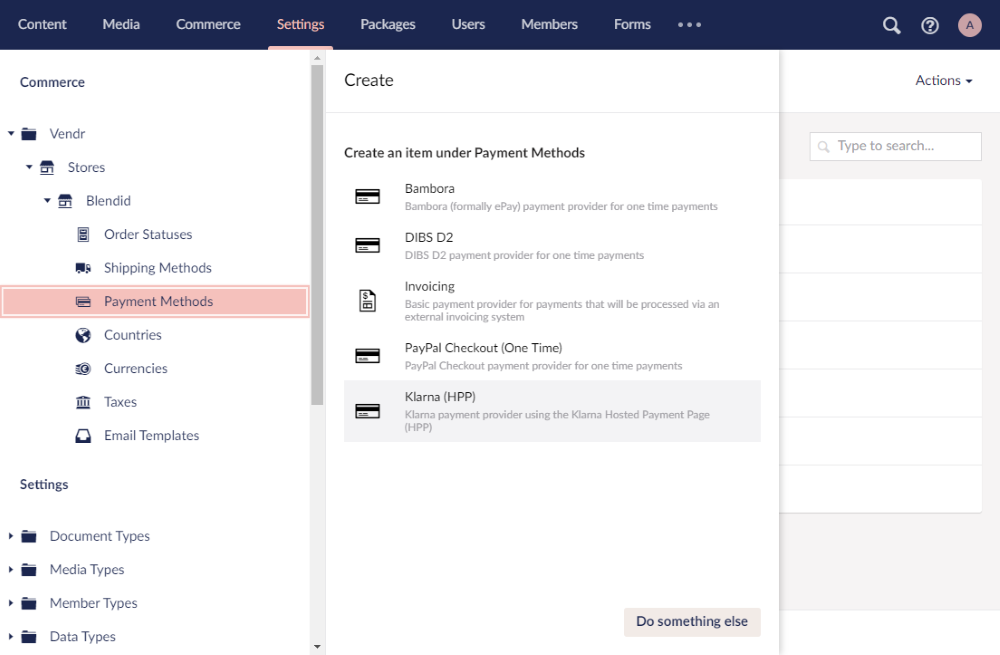 Content Media Commerce Settings Packages Users Members Forms
A
Commerce
Vendr
Stores
Blendid
Order Statuses
Shipping Methods
Payment Methods
Countries
Currencies
Taxes
Email Templates
Settings
Document Types
Media Types
Member Types
Data Types
Create
Create an item under Payment Methods
Bambora
Bambora (formally ePay) payment provider for one time payments
DIBS D2
DIBS D2 payment provider for one time payments
Invoicing
Basic payment provider for payments that will be processed via an
external invoicing system
PayPal Checkout (One Time)
PayPal Checkout payment provider for one time payments
Klarna (HPP)
Klarna payment provider using the Klarna Hosted Payment Page
(HPP)
Do something else
Actions
Type to search...